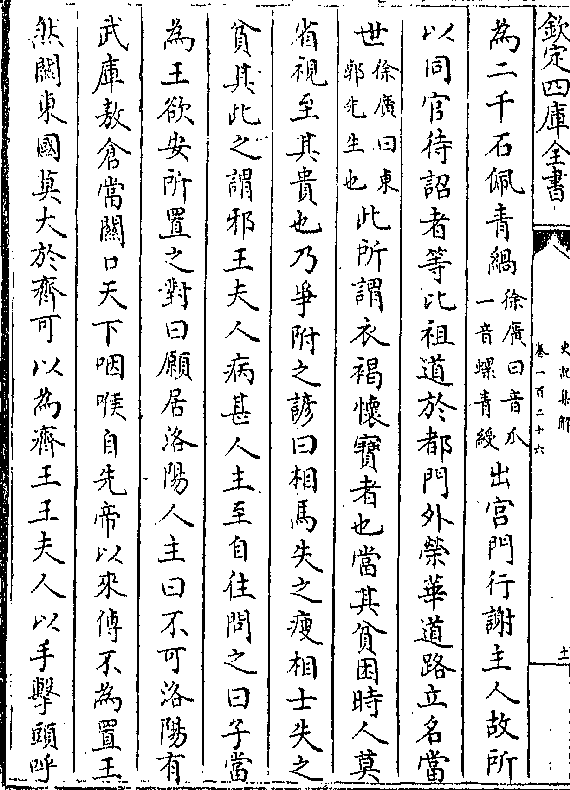 欽定四庫全書
史記集解
卷一百二十六
十二
為二千石佩青緺徐廣曰音瓜一音螺青綬出宮門行謝主人故所
以同官待詔者等比祖道於都門外榮華道路立名當
世徐廣曰東郭先生也此所謂衣褐懷寶者也當其貧困時人莫
省視至其貴也乃爭附之諺曰相馬失之瘦相士失之
貧其此之謂邪王夫人病甚人主至自往問之曰子當
為王欲安所置之對曰願居洛陽人主曰不可洛陽有
武庫敖倉當關口天下咽喉自先帝以來傳不為置王
然關東國莫大於齊可以為齊王王夫人以手擊頭呼